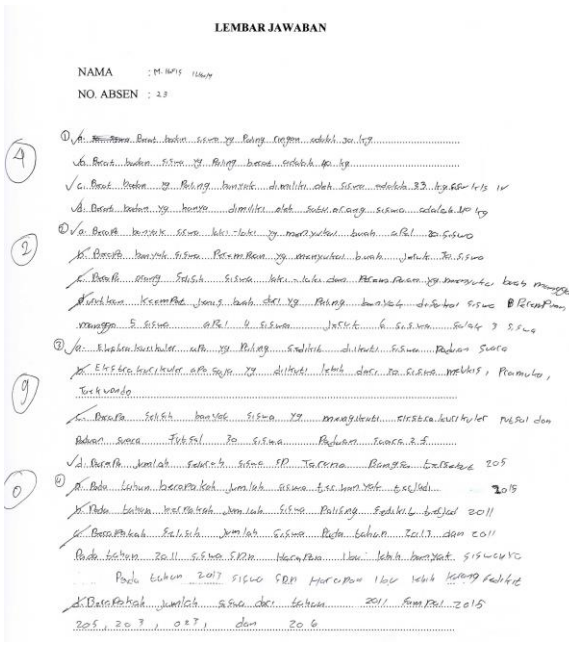 LEMBAR JAWABAN
NAMA : M.
NO. ABSEN : 23
4
① a. Berat badan siswa yg Paling ringan adalah 30 kg
b. Berat badan siswa yg Paling berat adalah 40 kg
c. Berat badan yg Paling banyak dimiliki oleh siswa adalah 33 kg kls IV
d. Berat badan yg hanya dimiliki oleh satu orang siswa adalah 40 kg
2
a. Berapa banyak siswa laki-laki yg menyukai buah aPel 20 siswa
b. Berapa banyak siswa Perempuan yg menyukai buah Jeruk 30 siswa
c. Berapa orang Selisih siswa laki-laki dan Perempuan yg menyukai buah mangga
d. urutkan keempat jenis buah dari yg Paling banyak disukai siswa Perempuan
manggo 5 siswa aPel 4 siswa Jeruk 6 siswa Salak 3 siswa
③ a. Ekstrakurikuler apa yg Paling sedikit diikuti siswa Paduan Suara
9
b. Ekstrakurikuler apa saja yg diikuti lebih dari 20 siswa Pramuka,
Taekwondo
c. Berapa Selisih banyak siswa yg mengikuti ekstrakurikuler futsal dan
Paduan suara Futsal 30 siswa Paduan Suara 25
d. Berapa Jumlah seluruh siswa SD Taruna Bangsa tersebut 205
0
④ a. Pada tahun berapakah jumlah siswa terbanyak terjadi 2015
b. Pada tahun berapakah jumlah siswa Paling Sedikit terjadi 2011
c. Berapakah Selisih jumlah siswa Pada tahun 2013 dan 2011
Pada tahun 2011 siswa SDN Harapan Ibu lebih banyak
Pada tahun 2013 siswa SDN Harapan Ibu lebih kurang Sedikit
d. Berapakah jumlah siswa dari tahun 2011 Sampai 2015
205, 203, 023, dan 206